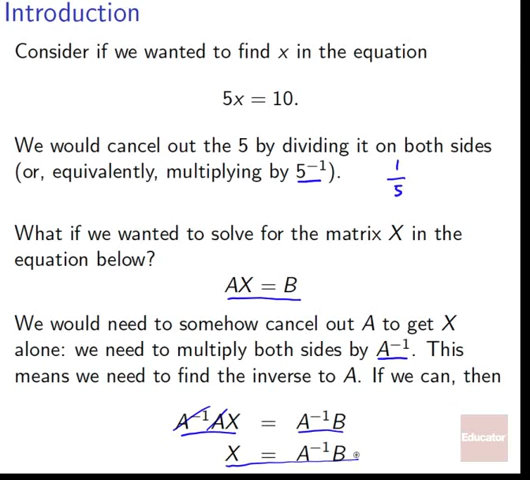 Introduction
Consider if we wanted to find x in the equation
5x = 10.
We would cancel out the 5 by dividing it on both sides
(or, equivalently, multiplying by 5⁻¹). 1/5
What if we wanted to solve for the matrix X in the
equation below?
AX = B
We would need to somehow cancel out A to get X
alone: we need to multiply both sides by A⁻¹. This
means we need to find the inverse to A. If we can, then
A⁻¹AX = A⁻¹B
X = A⁻¹B
Educator